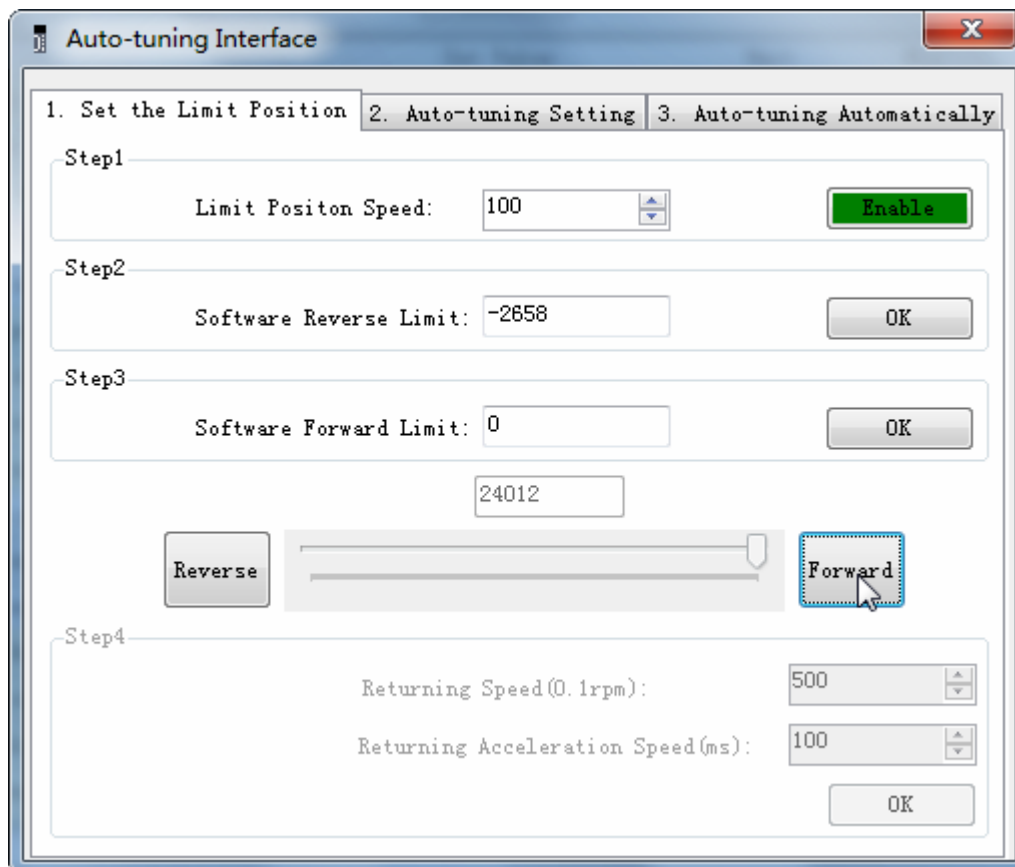 Auto-tuning Interface
1. Set the Limit Position 2. Auto-tuning Setting 3. Auto-tuning Automatically
Step1
Limit Positon Speed: 100 Enable
Step2
Software Reverse Limit: -2658 OK
Step3
Software Forward Limit: 0 OK
24012
Reverse Forward
Step4
Returning Speed(0.1rpm): 500
Returning Acceleration Speed(ms): 100
OK